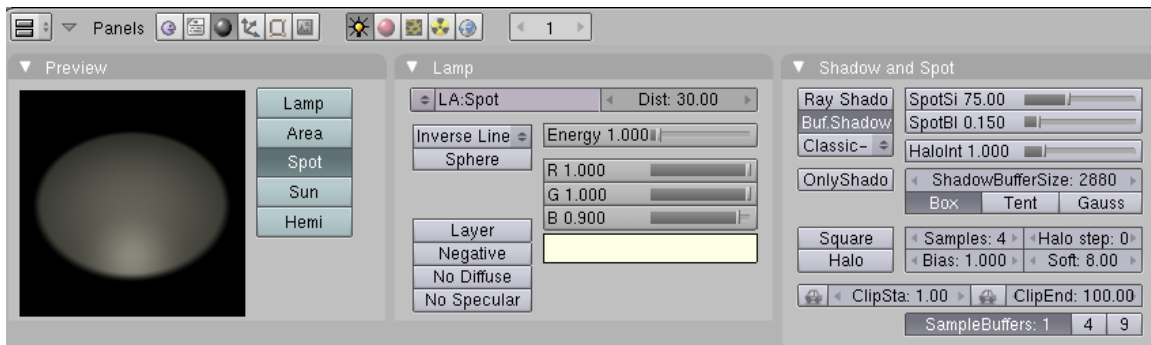 Panels
1
Preview
Lamp
Area
Spot
Sun
Hemi
Lamp
LA:Spot
Dist: 30.00
Inverse Line
Energy 1.000
Sphere
R 1.000
G 1.000
B 0.900
Layer
Negative
No Diffuse
No Specular
Shadow and Spot
Ray Shado
SpotSi 75.00
Buf.Shadow
SpotBl 0.150
Classic-
HaloInt 1.000
OnlyShado
ShadowBufferSize: 2880
Box
Tent
Gauss
Square
Samples: 4
Halo step: 0
Halo
Bias: 1.000
Soft: 8.00
ClipSta: 1.00
ClipEnd: 100.00
SampleBuffers: 1
4
9